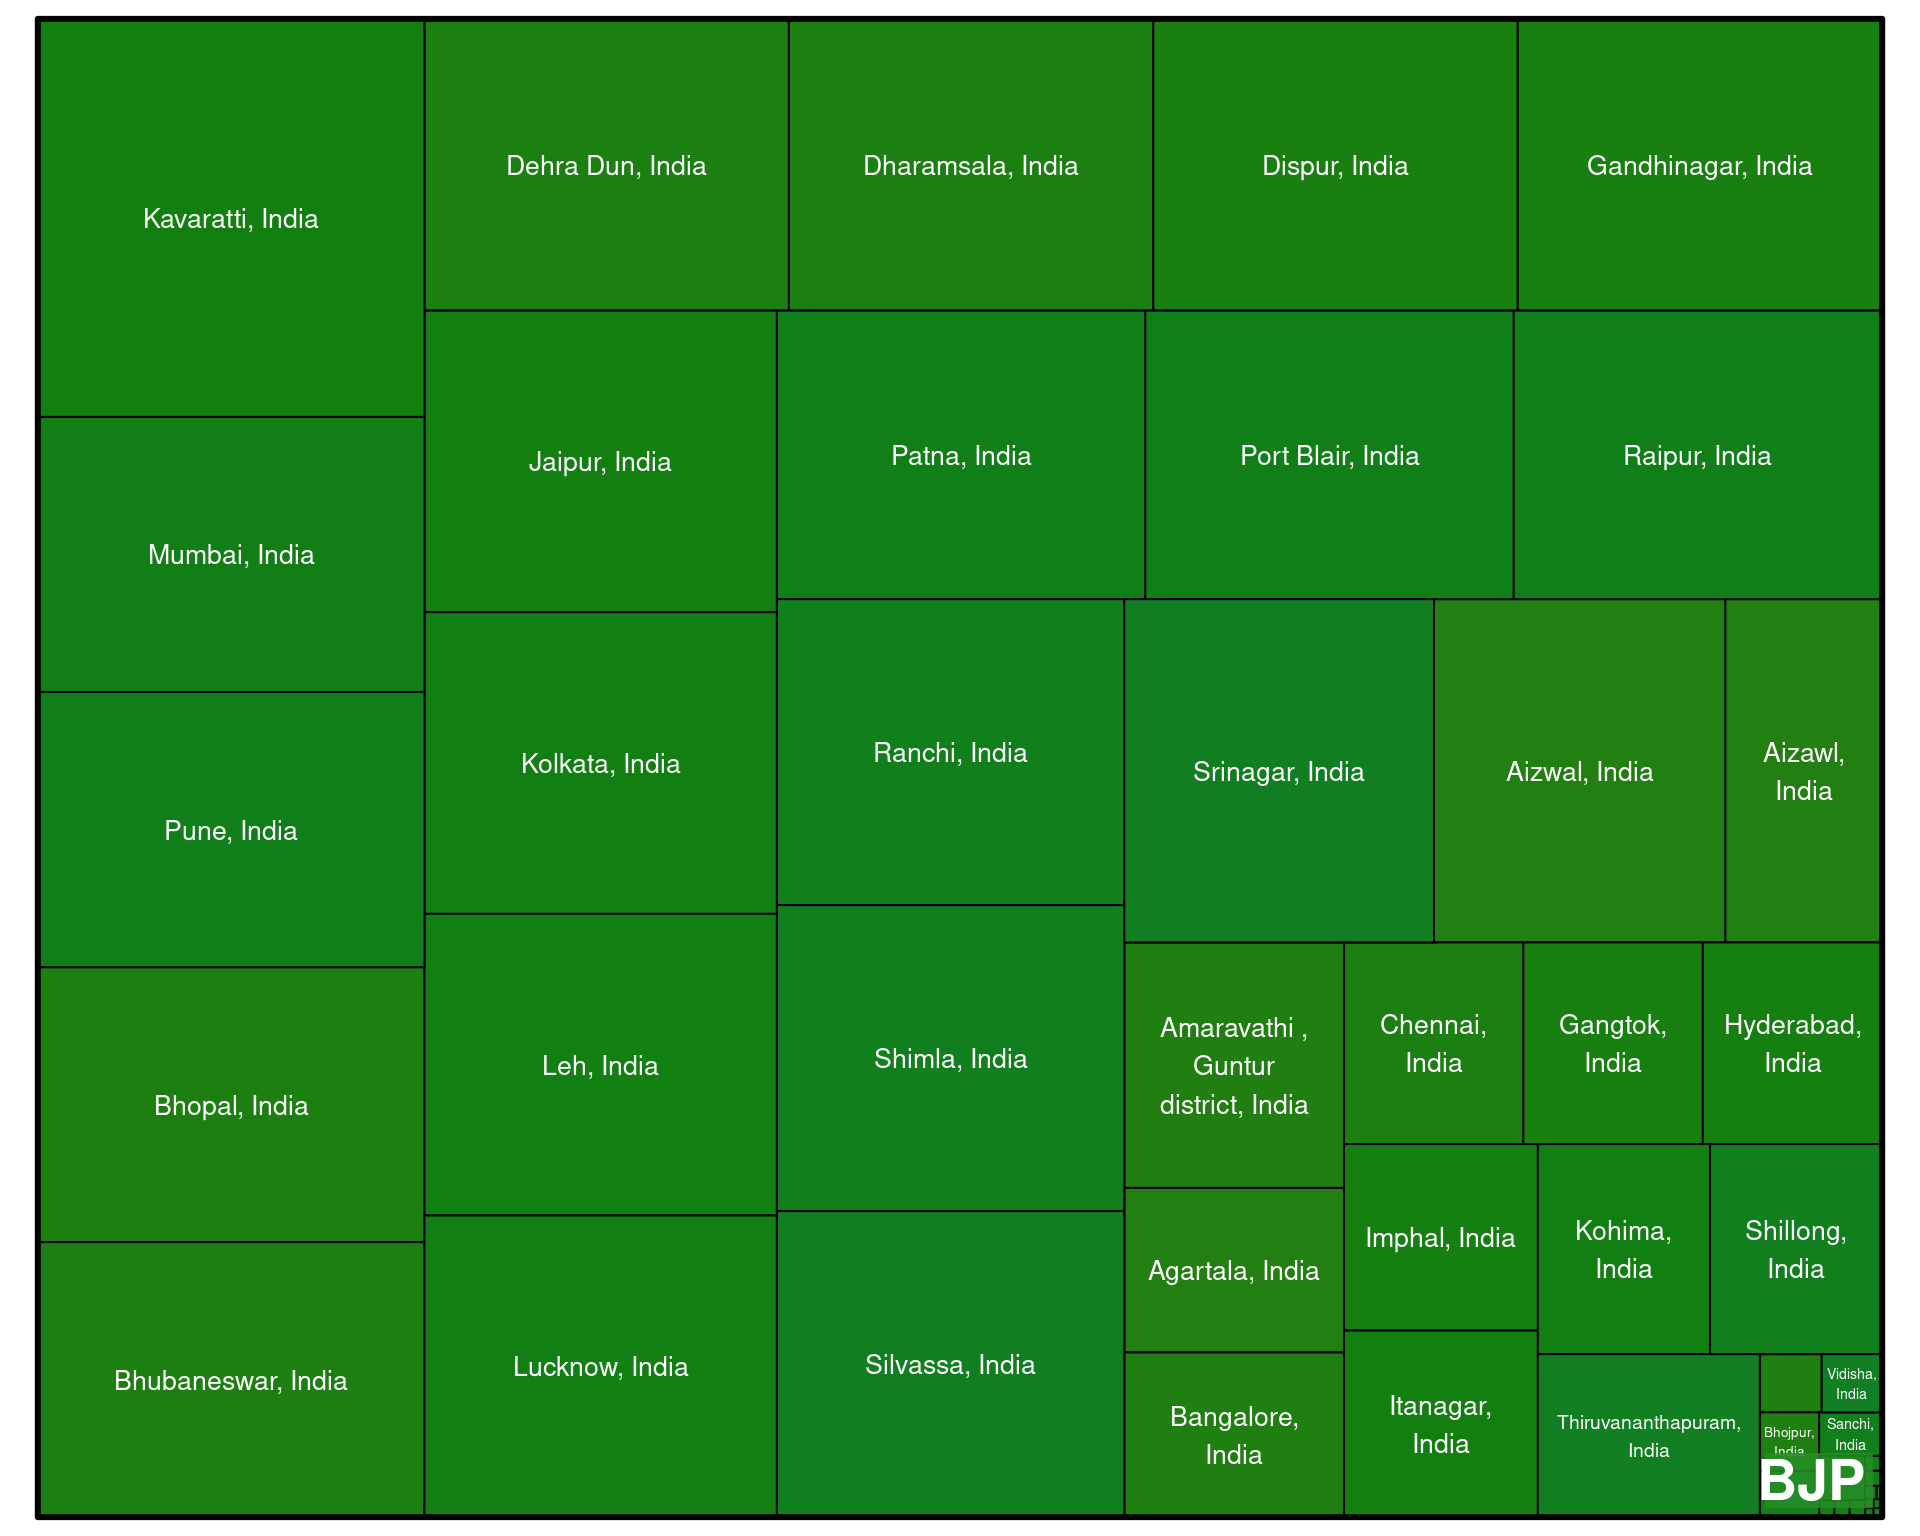 Kavaratti, India
Dehra Dun, India
Dharamsala, India
Dispur, India
Gandhinagar, India
Jaipur, India
Patna, India
Port Blair, India
Raipur, India
Mumbai, India
Pune, India
Kolkata, India
Ranchi, India
Srinagar, India
Aizwal, India
Aizawl,
India
Bhopal, India
Leh, India
Shimla, India
Amaravathi ,
Guntur
district, India
Chennai,
India
Gangtok,
India
Hyderabad,
India
Agartala, India
Imphal, India
Kohima,
India
Shillong,
India
Bhubaneswar, India
Lucknow, India
Silvassa, India
Bangalore,
India
Itanagar,
India
Thiruvananthapuram,
India
Vidisha,
India
Bhojpur,
India
Sanchi,
India
BJP